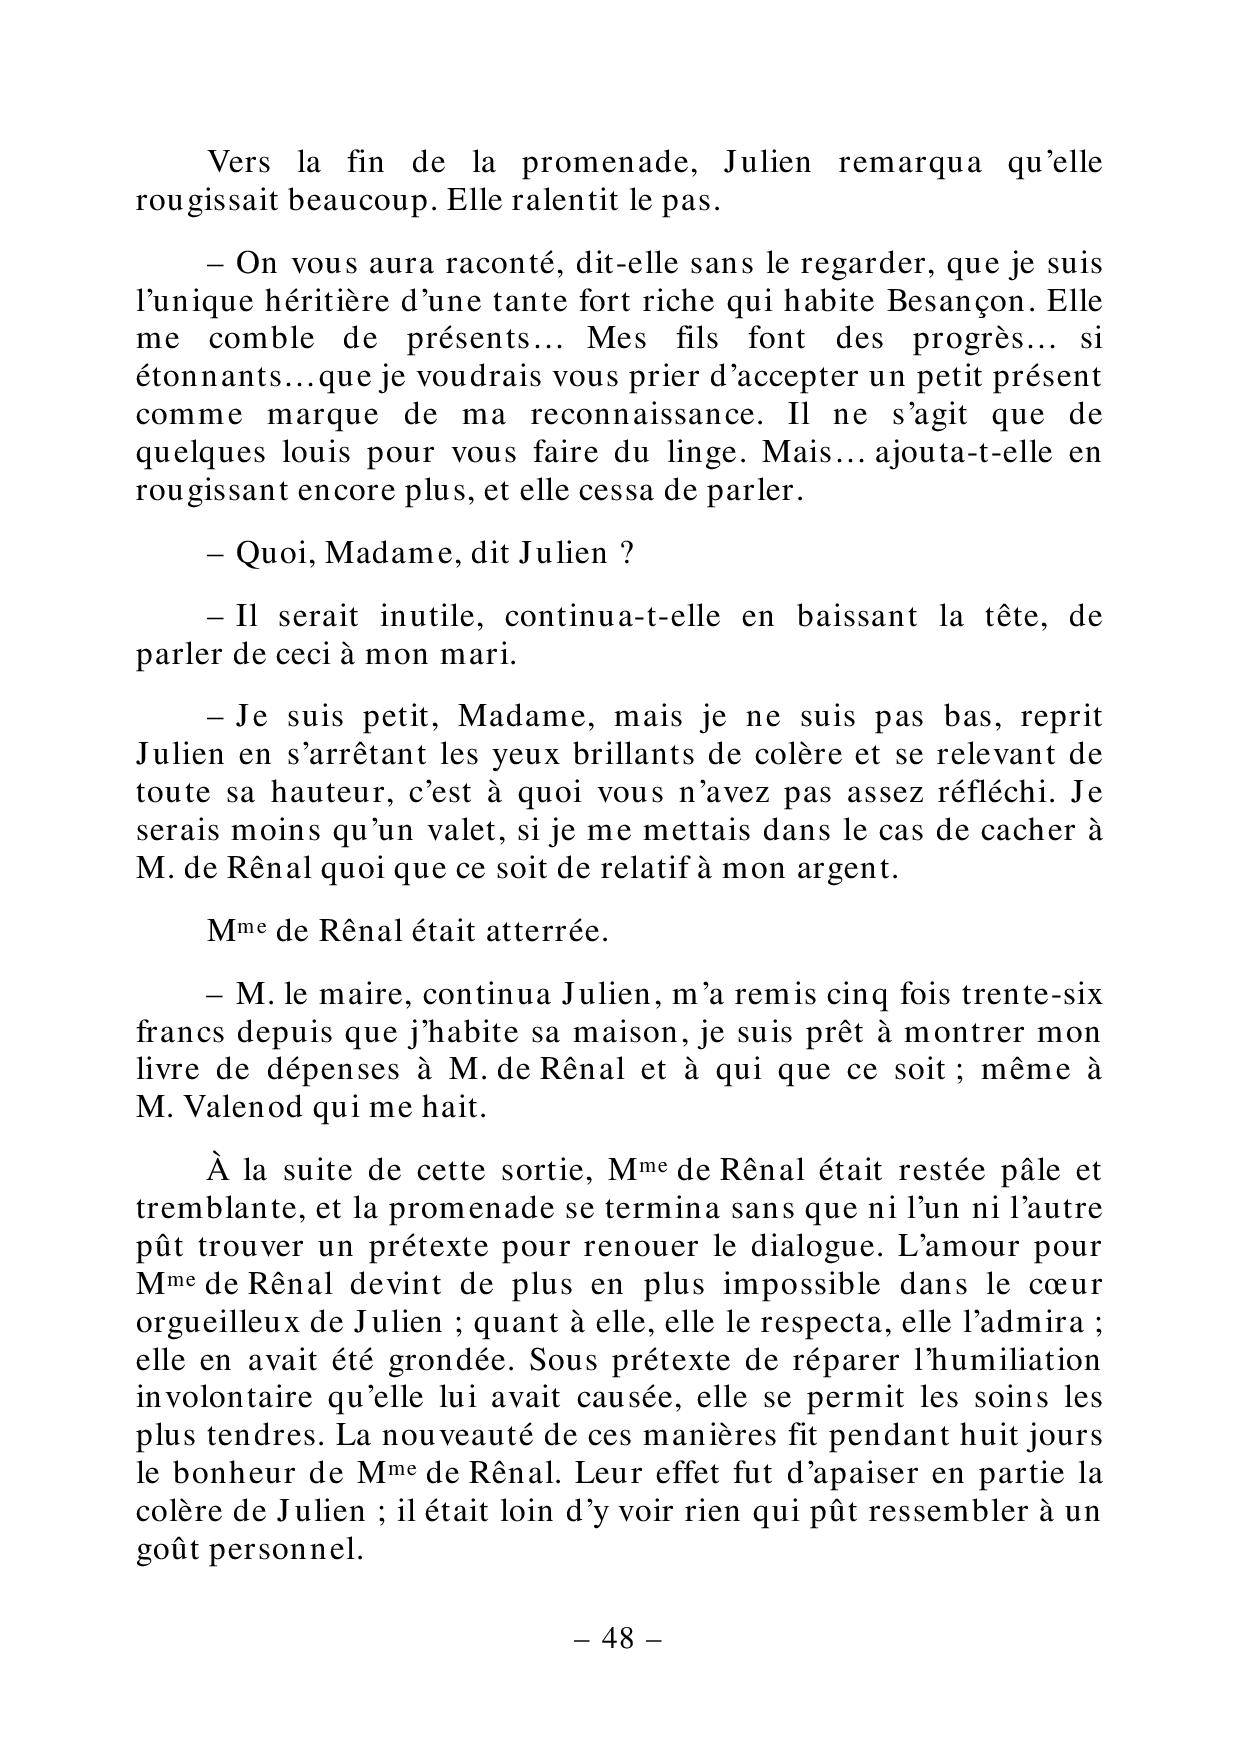 Vers la fin de la promenade, Julien remarqua qu’elle
rougissait beaucoup. Elle ralentit le pas.
– On vous aura raconté, dit-elle sans le regarder, que je suis
l’unique héritière d’une tante fort riche qui habite Besançon. Elle
me comble de présents… Mes fils font des progrès… si
étonnants…que je voudrais vous prier d’accepter un petit présent
comme marque de ma reconnaissance. Il ne s’agit que de
quelques louis pour vous faire du linge. Mais… ajouta-t-elle en
rougissant encore plus, et elle cessa de parler.
– Quoi, Madame, dit Julien ?
– Il serait inutile, continua-t-elle en baissant la tête, de
parler de ceci à mon mari.
– Je suis petit, Madame, mais je ne suis pas bas, reprit
Julien en s’arrêtant les yeux brillants de colère et se relevant de
toute sa hauteur, c’est à quoi vous n’avez pas assez réfléchi. Je
serais moins qu’un valet, si je me mettais dans le cas de cacher à
M. de Rênal quoi que ce soit de relatif à mon argent.
Mme de Rênal était atterrée.
– M. le maire, continua Julien, m’a remis cinq fois trente-six
francs depuis que j’habite sa maison, je suis prêt à montrer mon
livre de dépenses à M. de Rênal et à qui que ce soit ; même à
M. Valenod qui me hait.
À la suite de cette sortie, Mme de Rênal était restée pâle et
tremblante, et la promenade se termina sans que ni l’un ni l’autre
pût trouver un prétexte pour renouer le dialogue. L’amour pour
Mme de Rênal devint de plus en plus impossible dans le cœur
orgueilleux de Julien ; quant à elle, elle le respecta, elle l’admira ;
elle en avait été grondée. Sous prétexte de réparer l’humiliation
involontaire qu’elle lui avait causée, elle se permit les soins les
plus tendres. La nouveauté de ces manières fit pendant huit jours
le bonheur de Mme de Rênal. Leur effet fut d’apaiser en partie la
colère de Julien ; il était loin d’y voir rien qui pût ressembler à un
goût personnel.
– 48 –